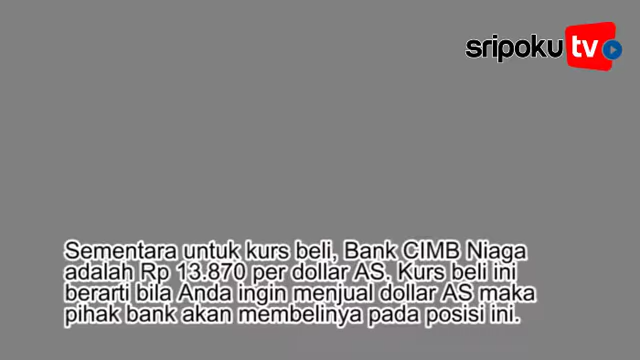 sripoku tv
Sementara untuk kurs beli, Bank CIMB Niaga
adalah Rp 13.870 per dollar AS. Kurs beli ini
berarti bila Anda ingin menjual dollar AS maka
pihak bank akan membelinya pada posisi ini.